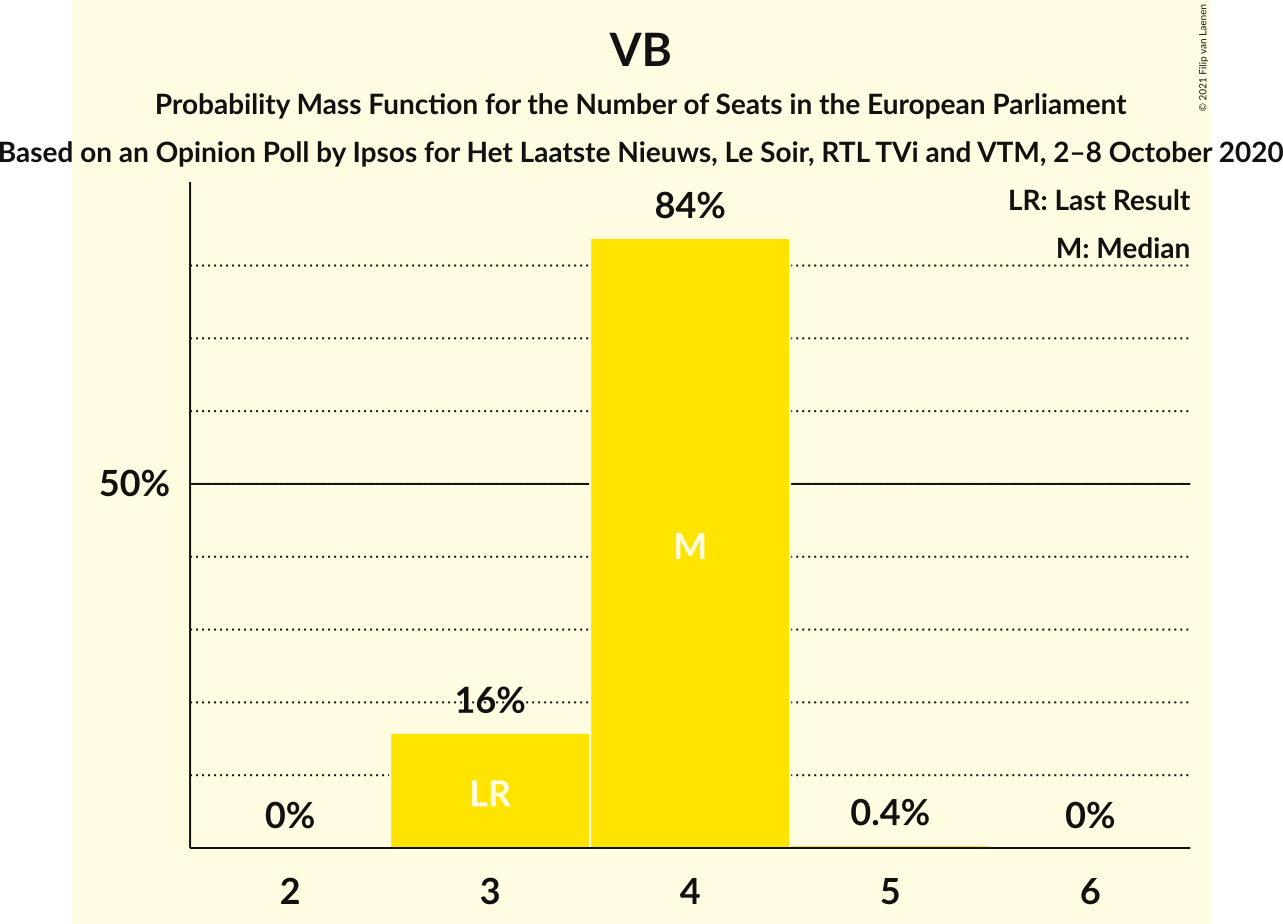 VB
Probability Mass Function for the Number of Seats in the European Parliament
Based on an Opinion Poll by Ipsos for Het Laatste Nieuws, Le Soir, RTL TVi and VTM, 2–8 October 2020
© 2021 Filip van Laenen
LR: Last Result
M: Median
84%
50%
M
16%
LR
0%
0.4%
0%
2 3 4 5 6